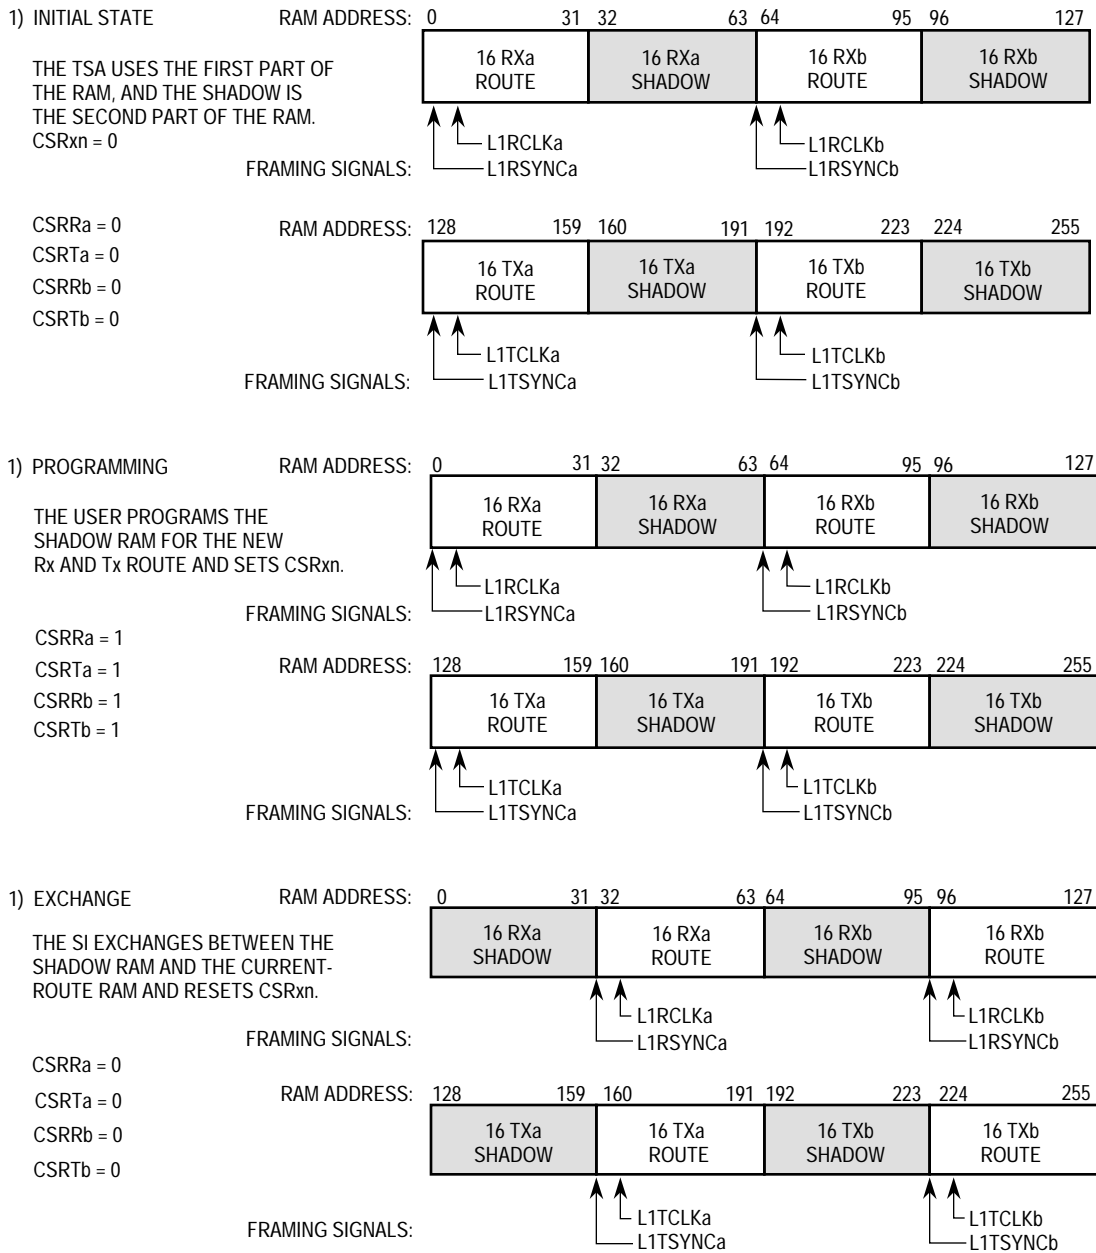 1) INITIAL STATE
RAM ADDRESS: 0 31 32 63 64 95 96 127
THE TSA USES THE FIRST PART OF
THE RAM, AND THE SHADOW IS
THE SECOND PART OF THE RAM.
CSRxn = 0
16 RXa
ROUTE
16 RXa
SHADOW
16 RXb
ROUTE
16 RXb
SHADOW
L1RCLKa
L1RCLKb
FRAMING SIGNALS: L1RSYNCa L1RSYNCb
CSRRa = 0
CSRTa = 0
CSRRb = 0
CSRTb = 0
RAM ADDRESS: 128 159 160 191 192 223 224 255
16 TXa
ROUTE
16 TXa
SHADOW
16 TXb
ROUTE
16 TXb
SHADOW
L1TCLKa
L1TCLKb
FRAMING SIGNALS: L1TSYNCa L1TSYNCb
1) PROGRAMMING
RAM ADDRESS: 0 31 32 63 64 95 96 127
THE USER PROGRAMS THE
SHADOW RAM FOR THE NEW
Rx AND Tx ROUTE AND SETS CSRxn.
16 RXa
ROUTE
16 RXa
SHADOW
16 RXb
ROUTE
16 RXb
SHADOW
L1RCLKa
L1RCLKb
FRAMING SIGNALS: L1RSYNCa L1RSYNCb
CSRRa = 1
CSRTa = 1
CSRRb = 1
CSRTb = 1
RAM ADDRESS: 128 159 160 191 192 223 224 255
16 TXa
ROUTE
16 TXa
SHADOW
16 TXb
ROUTE
16 TXb
SHADOW
L1TCLKa
L1TCLKb
FRAMING SIGNALS: L1TSYNCa L1TSYNCb
1) EXCHANGE
RAM ADDRESS: 0 31 32 63 64 95 96 127
THE SI EXCHANGES BETWEEN THE
SHADOW RAM AND THE CURRENT-
ROUTE RAM AND RESETS CSRxn.
16 RXa
SHADOW
16 RXa
ROUTE
16 RXb
SHADOW
16 RXb
ROUTE
L1RCLKa
L1RCLKb
FRAMING SIGNALS: L1RSYNCa L1RSYNCb
CSRRa = 0
CSRTa = 0
CSRRb = 0
CSRTb = 0
RAM ADDRESS: 128 159 160 191 192 223 224 255
16 TXa
SHADOW
16 TXa
ROUTE
16 TXb
SHADOW
16 TXb
ROUTE
L1TCLKa
L1TCLKb
FRAMING SIGNALS: L1TSYNCa L1TSYNCb